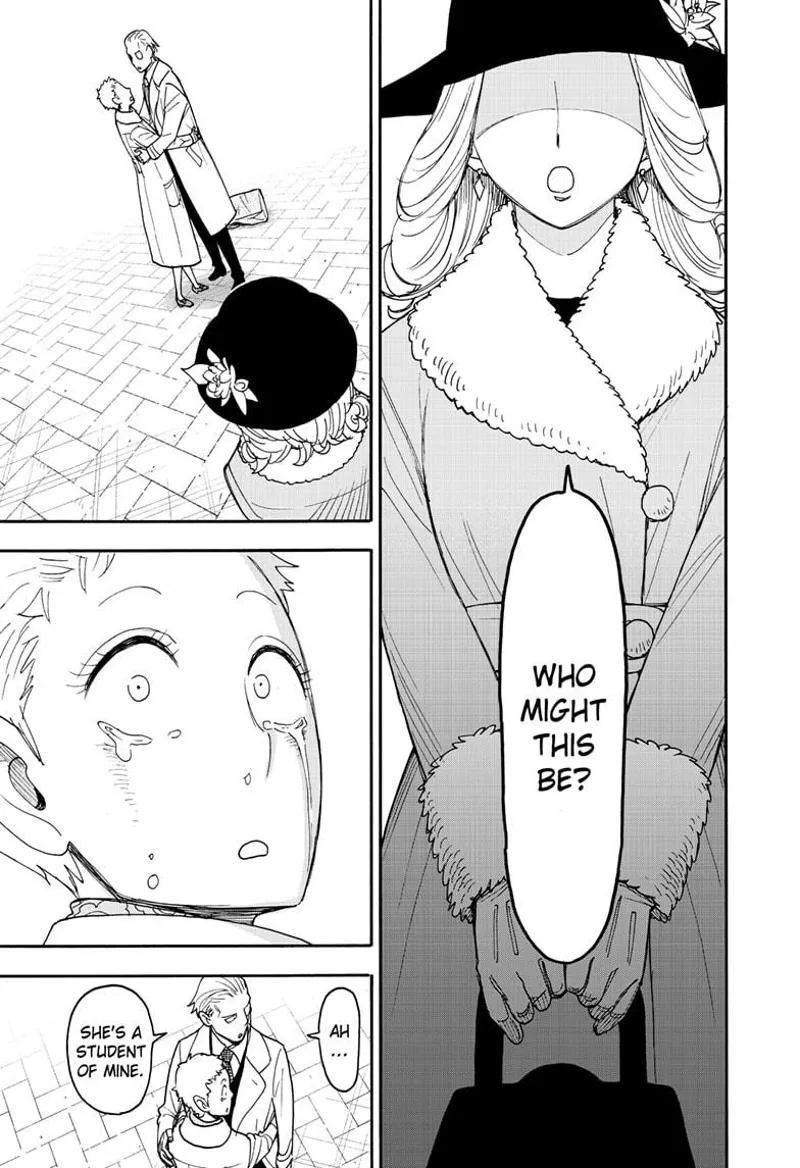 WHO
MIGHT
THIS
BE?
AH
...
SHE'S A
STUDENT
OF MINE.